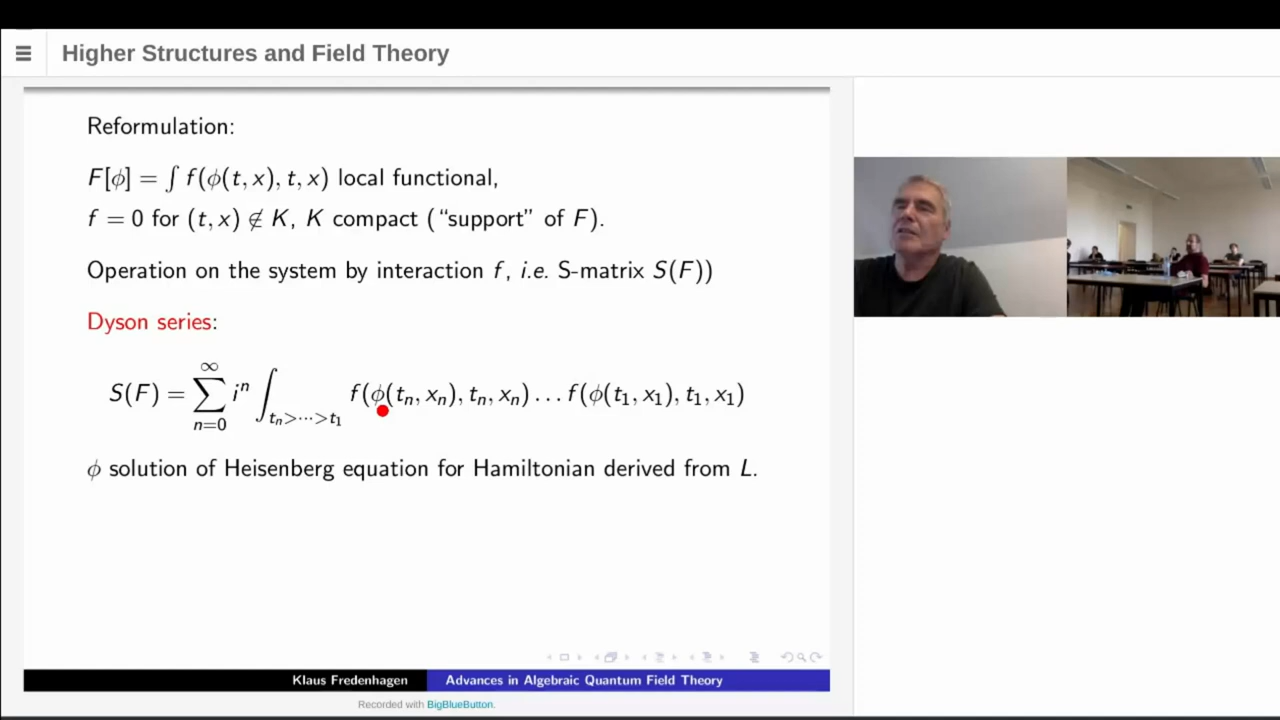 Higher Structures and Field Theory
Reformulation:
F[ϕ] = ∫ f(ϕ(t, x), t, x) local functional,
f = 0 for (t, x) ∉ K, K compact (“support” of F).
Operation on the system by interaction f, i.e. S-matrix S(F))
Dyson series:
S(F) = ∑_{n=0}^{∞} i^n ∫_{t_n>⋯>t_1} f(ϕ(t_n, x_n), t_n, x_n) … f(ϕ(t_1, x_1), t_1, x_1)
ϕ solution of Heisenberg equation for Hamiltonian derived from L.
Klaus Fredenhagen
Advances in Algebraic Quantum Field Theory
Recorded with BigBlueButton.